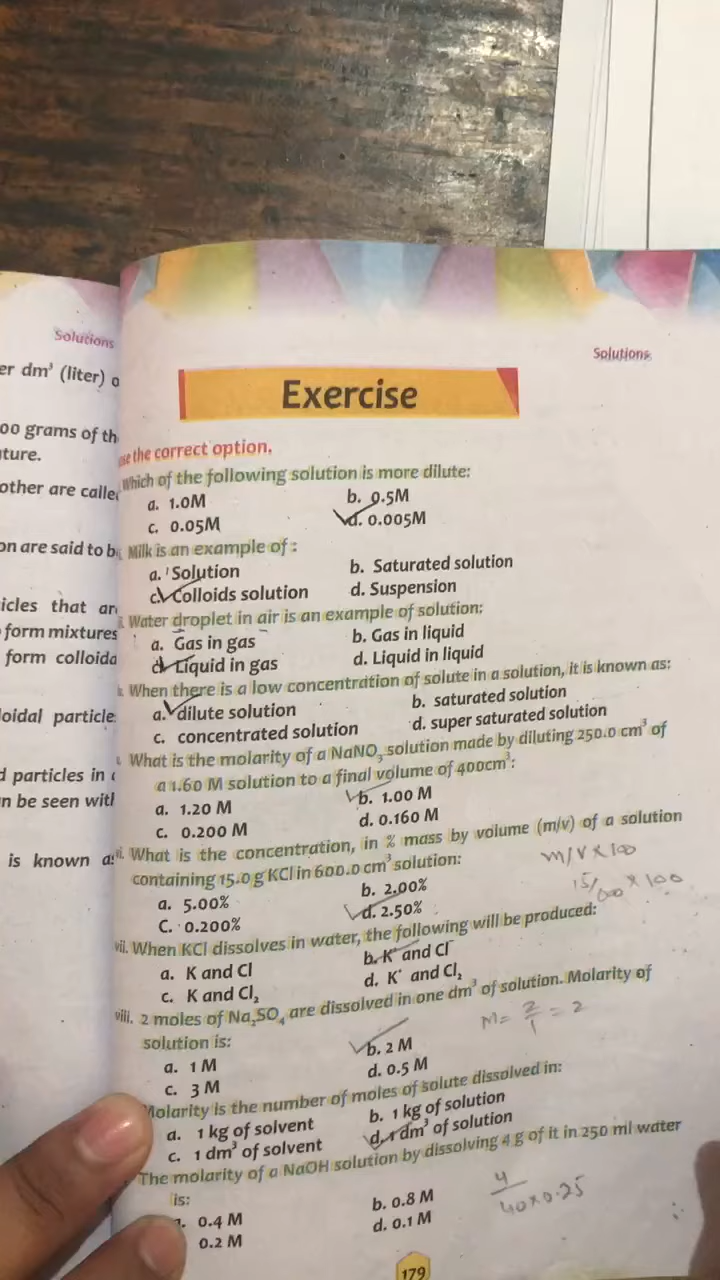 Solutions
er dm³ (liter) o
00 grams of th
ture.
other are calle
on are said to b
icles that are
form mixtures
form colloida
loidal particle
d particles in
n be seen with
is known a
Solutions
Exercise
se the correct option.
Which of the following solution is more dilute:
a. 1.0M b. 0.5M
c. 0.05M d. 0.005M
Milk is an example of :
a. Solution b. Saturated solution
c. Colloids solution d. Suspension
Water droplet in air is an example of solution:
a. Gas in gas b. Gas in liquid
Liquid in gas d. Liquid in liquid
When there is a low concentration of solute in a solution, it is known as:
a. dilute solution b. saturated solution
c. concentrated solution d. super saturated solution
What is the molarity of a NaNO₃ solution made by diluting 250.0 cm³ of
a 1.60 M solution to a final volume of 400cm³:
a. 1.20 M b. 1.00 M
c. 0.200 M d. 0.160 M
What is the concentration, in % mass by volume (m/v) of a solution
containing 15.0 g KCl in 600.0 cm³ solution:
m/v × 100
15/ × 100
a. 5.00% b. 2.00%
C. 0.200% d. 2.50%
vii. When KCl dissolves in water, the following will be produced:
a. K and Cl b. K⁺ and Cl⁻
c. K and Cl₂ d. K⁺ and Cl₂
viii. 2 moles of Na₂SO₄ are dissolved in one dm³ of solution. Molarity of
solution is:
M = 2/1 = 2
a. 1 M b. 2 M
c. 3 M d. 0.5 M
Molarity is the number of moles of solute dissolved in:
a. 1 kg of solvent b. 1 kg of solution
c. 1 dm³ of solvent d. 1 dm³ of solution
The molarity of a NaOH solution by dissolving 4 g of it in 250 ml water
is:
4/40×0.25
0.4 M b. 0.8 M
0.2 M d. 0.1 M
179